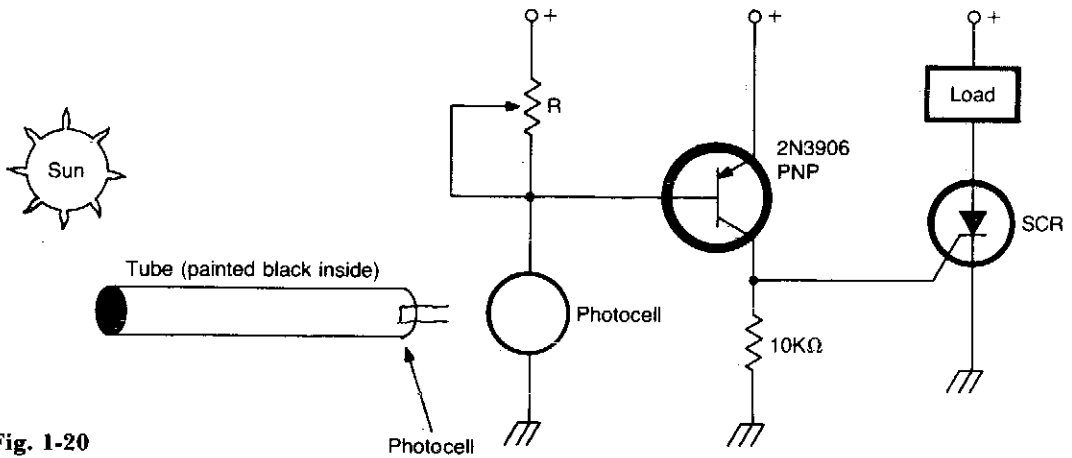 +
+
+
R
Load
Sun
2N3906
PNP
SCR
Tube (painted black inside)
Photocell
10KΩ
Photocell
Fig. 1-20